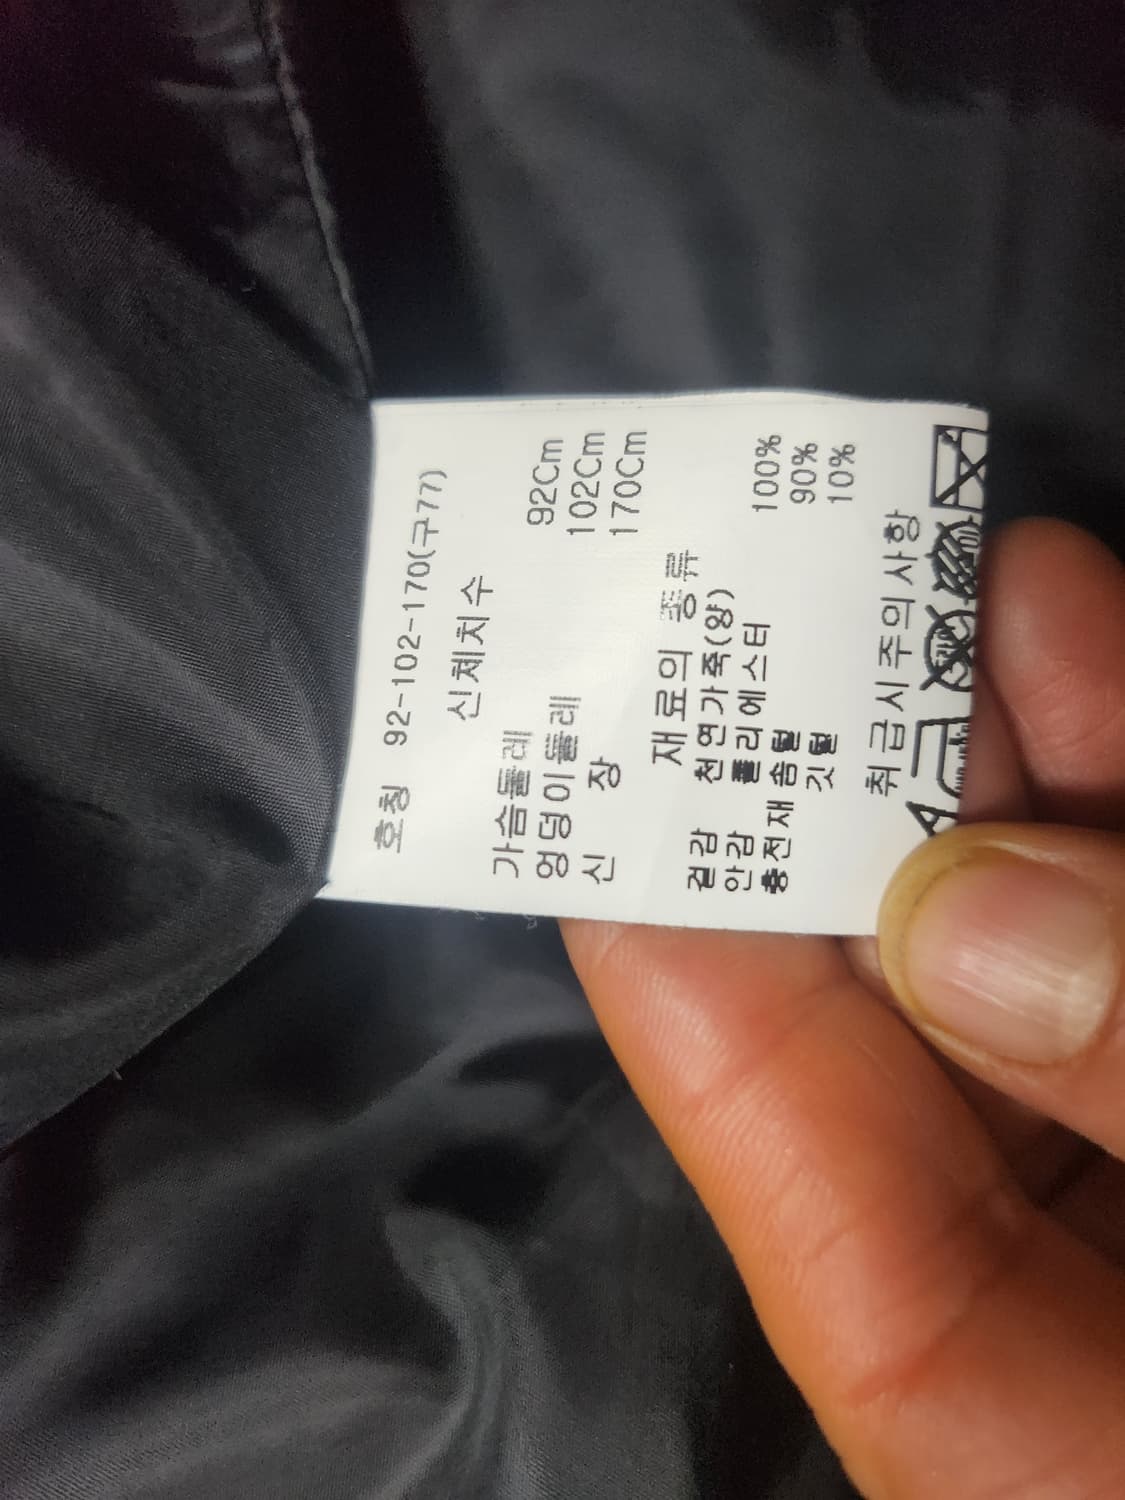 호칭 92-102-170(구77)
신체치수
가슴둘레 92Cm
엉덩이둘레 102Cm
신 장 170Cm
재료의 종류
겉감 천연가죽(양)
안감 폴리에스터 100%
충전재 솜털 90%
깃털 10%
취급시주의사항